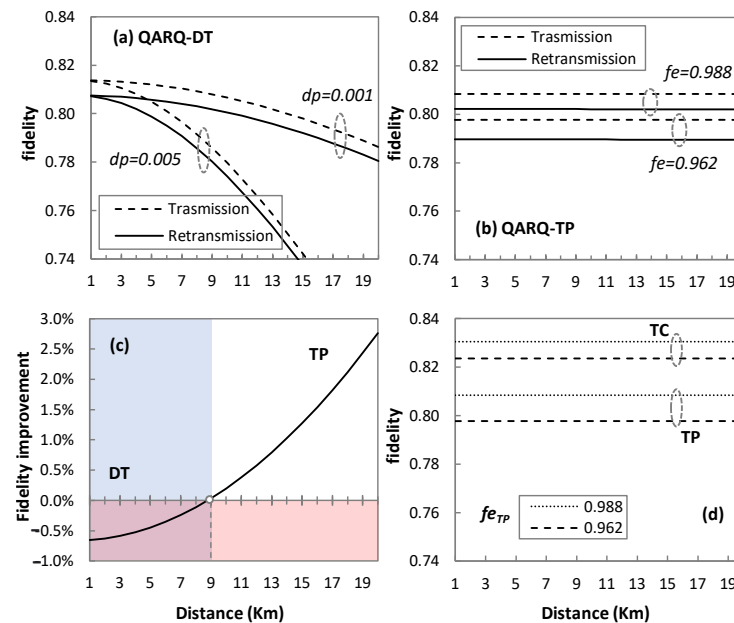 0.84
0.82
0.80
0.78
0.76
0.74
fidelity
(a) QARQ-DT
dp=0.001
dp=0.005
Trasmission
Retransmission
1 3 5 7 9 11 13 15 17 19
0.84
0.82
0.80
0.78
0.76
0.74
fidelity
Trasmission
Retransmission
fe=0.988
fe=0.962
(b) QARQ-TP
1 3 5 7 9 11 13 15 17 19
3.0%
2.5%
2.0%
1.5%
1.0%
0.5%
0.0%
−0.5%
−1.0%
Fidelity improvement
(c)
TP
DT
1 3 5 7 9 11 13 15 17 19
Distance (Km)
0.84
0.82
0.80
0.78
0.76
0.74
fidelity
TC
TP
feTP
0.988
0.962
(d)
1 3 5 7 9 11 13 15 17 19
Distance (Km)